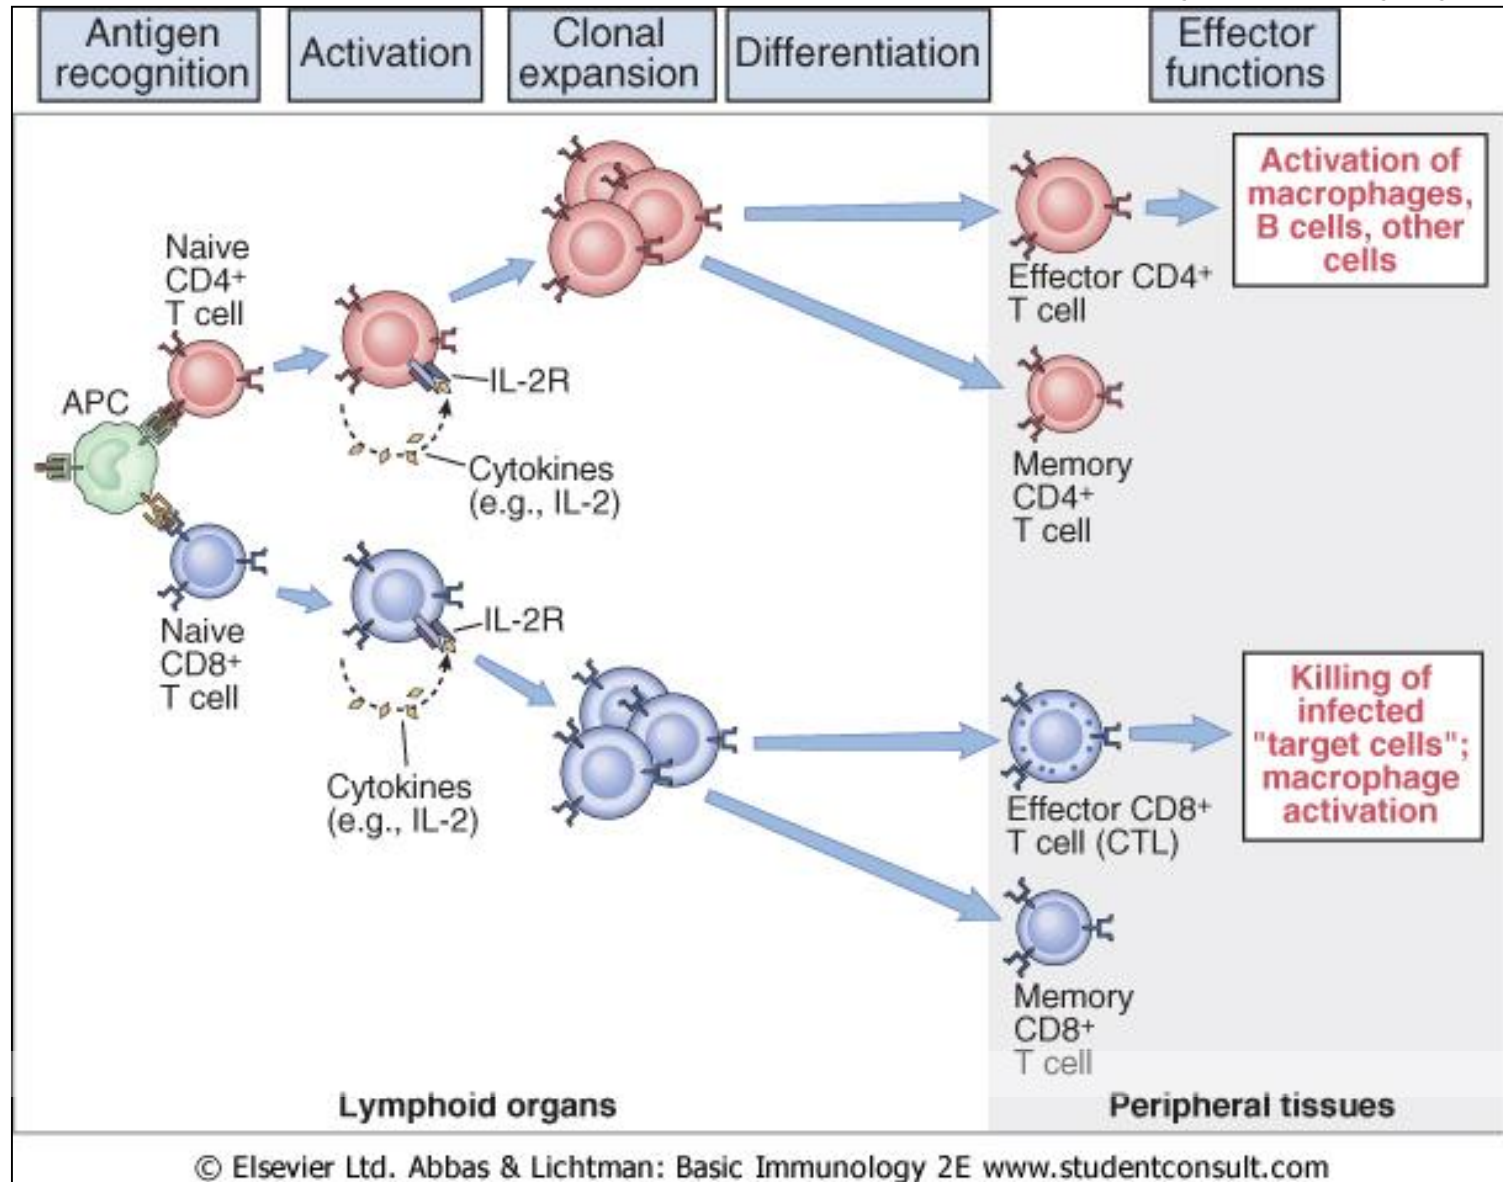 Antigen
recognition
Activation
Clonal
expansion
Differentiation
Effector
functions
Naive
CD4+
T cell
APC
IL-2R
Cytokines
(e.g., IL-2)
Effector CD4+
T cell
Activation of
macrophages,
B cells, other
cells
Memory
CD4+
T cell
Naive
CD8+
T cell
IL-2R
Cytokines
(e.g., IL-2)
Effector CD8+
T cell (CTL)
Killing of
infected
"target cells";
macrophage
activation
Memory
CD8+
T cell
Lymphoid organs
Peripheral tissues
© Elsevier Ltd. Abbas & Lichtman: Basic Immunology 2E www.studentconsult.com